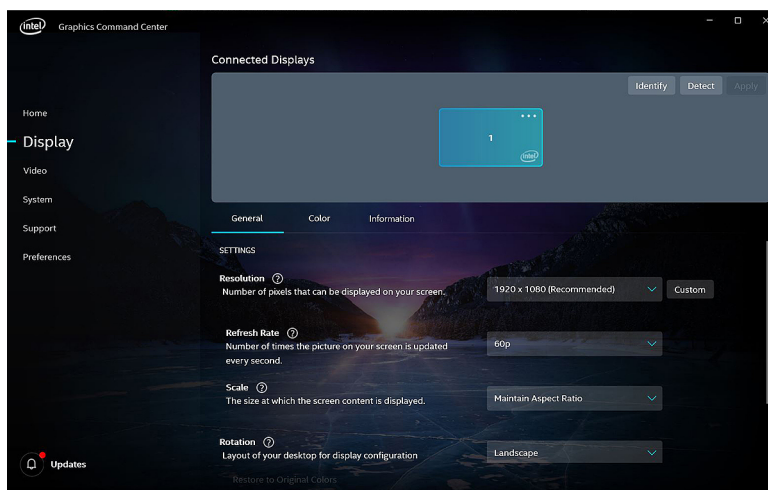 intel Graphics Command Center
Connected Displays
Identify Detect Apply
1
intel
Home
Display
Video
System
Support
Preferences
Updates
General Color Information
SETTINGS
Resolution ?
Number of pixels that can be displayed on your screen.
1920 x 1080 (Recommended) Custom
Refresh Rate ?
Number of times the picture on your screen is updated
every second.
60p
Scale ?
The size at which the screen content is displayed.
Maintain Aspect Ratio
Rotation ?
Layout of your desktop for display configuration
Landscape
Restore to Original Colors